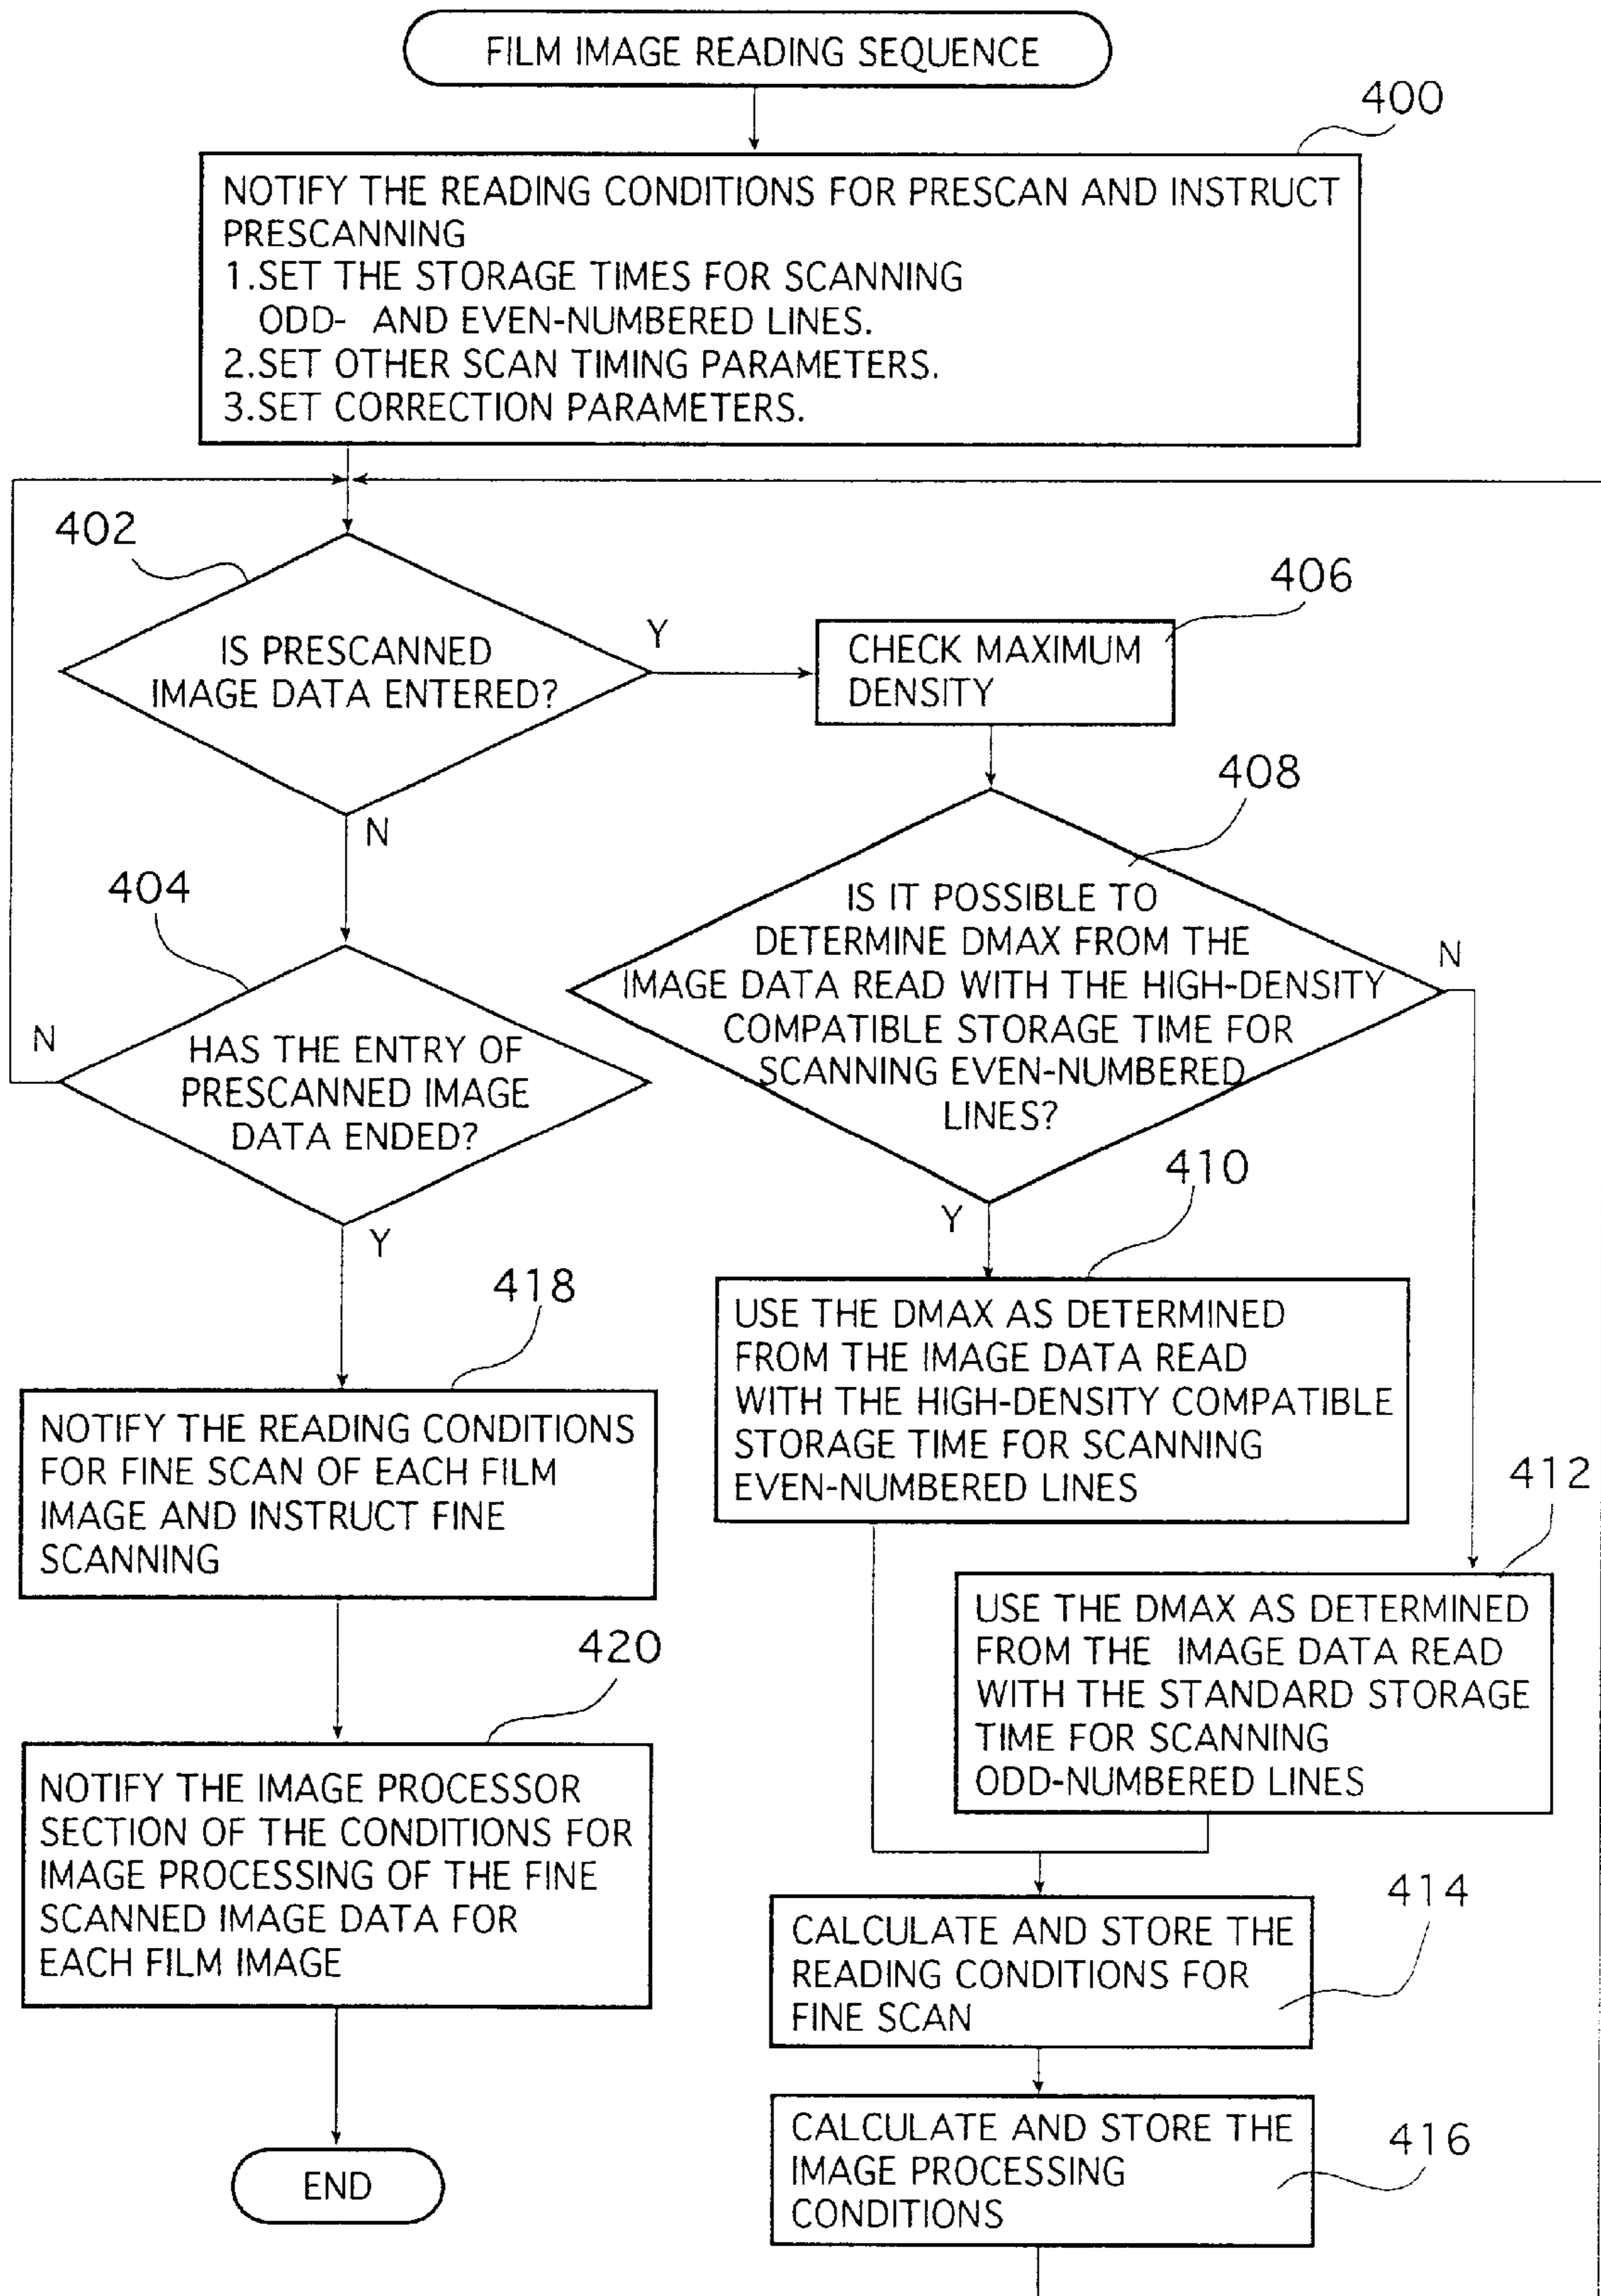 FILM IMAGE READING SEQUENCE
400
NOTIFY THE READING CONDITIONS FOR PRESCAN AND INSTRUCT
PRESCANNING
1.SET THE STORAGE TIMES FOR SCANNING
ODD- AND EVEN-NUMBERED LINES.
2.SET OTHER SCAN TIMING PARAMETERS.
3.SET CORRECTION PARAMETERS.
402
IS PRESCANNED
IMAGE DATA ENTERED?
Y
N
406
CHECK MAXIMUM
DENSITY
404
HAS THE ENTRY OF
PRESCANNED IMAGE
DATA ENDED?
N
Y
408
IS IT POSSIBLE TO
DETERMINE DMAX FROM THE
IMAGE DATA READ WITH THE HIGH-DENSITY
COMPATIBLE STORAGE TIME FOR
SCANNING EVEN-NUMBERED
LINES?
N
Y
410
USE THE DMAX AS DETERMINED
FROM THE IMAGE DATA READ
WITH THE HIGH-DENSITY COMPATIBLE
STORAGE TIME FOR SCANNING
EVEN-NUMBERED LINES
418
NOTIFY THE READING CONDITIONS
FOR FINE SCAN OF EACH FILM
IMAGE AND INSTRUCT FINE
SCANNING
412
USE THE DMAX AS DETERMINED
FROM THE IMAGE DATA READ
WITH THE STANDARD STORAGE
TIME FOR SCANNING
ODD-NUMBERED LINES
420
NOTIFY THE IMAGE PROCESSOR
SECTION OF THE CONDITIONS FOR
IMAGE PROCESSING OF THE FINE
SCANNED IMAGE DATA FOR
EACH FILM IMAGE
414
CALCULATE AND STORE THE
READING CONDITIONS FOR
FINE SCAN
416
CALCULATE AND STORE THE
IMAGE PROCESSING
CONDITIONS
END